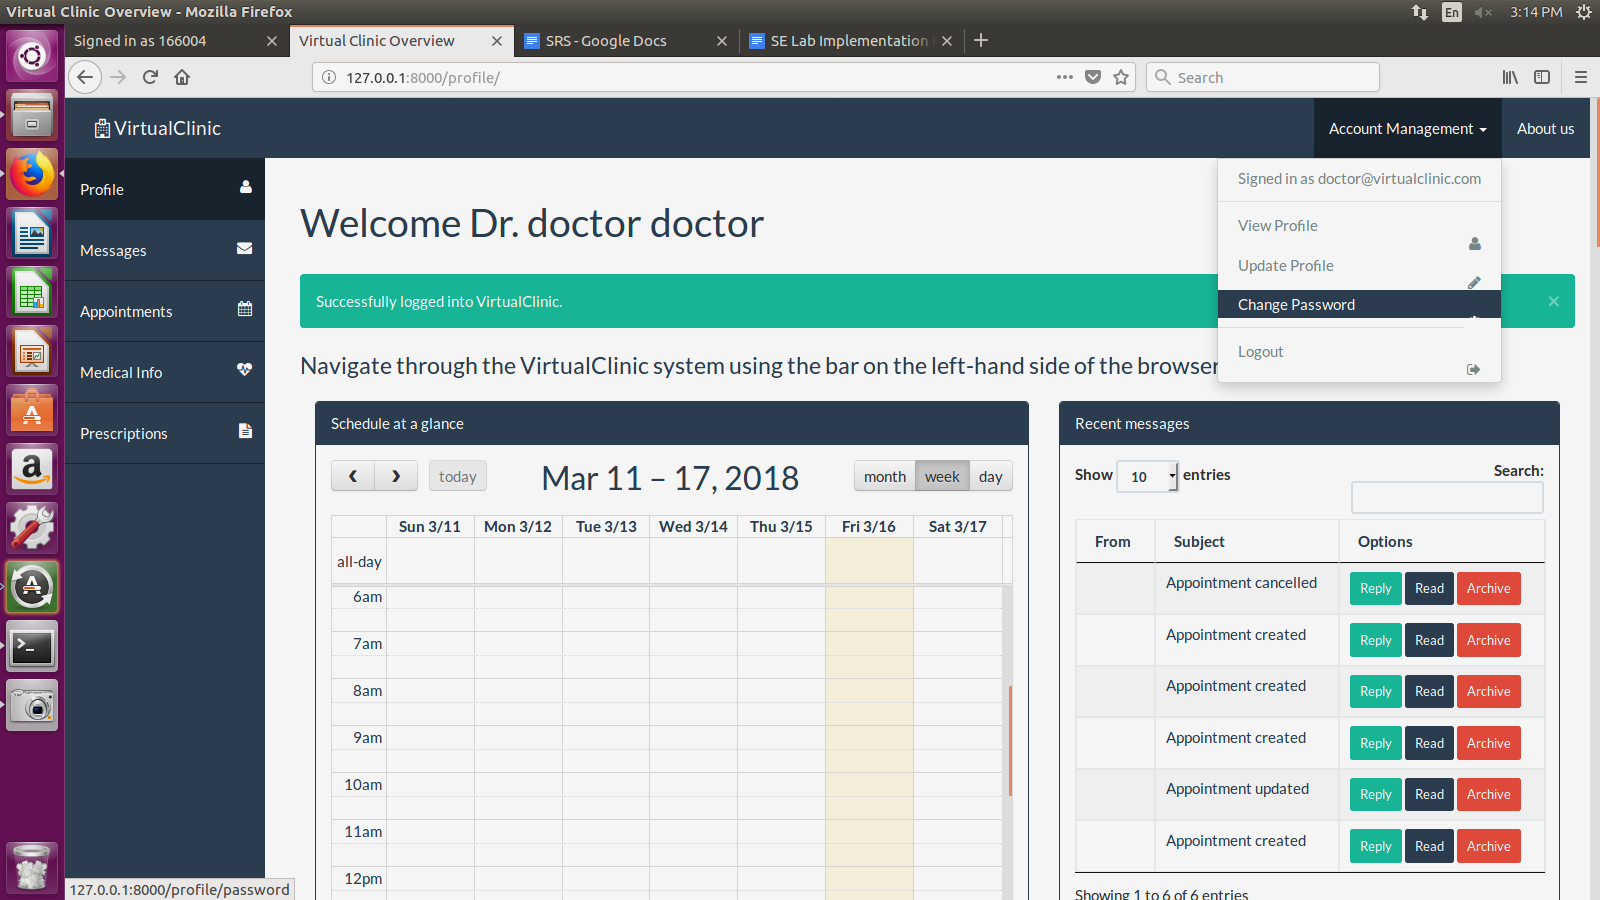 Virtual Clinic Overview - Mozilla Firefox
En
3:14 PM
Signed in as 166004
Virtual Clinic Overview
SRS - Google Docs
SE Lab Implementation
127.0.0.1:8000/profile/
Search
VirtualClinic
Account Management
About us
Profile
Messages
Appointments
Medical Info
Prescriptions
Signed in as doctor@virtualclinic.com
View Profile
Update Profile
Change Password
Logout
Welcome Dr. doctor doctor
Successfully logged into VirtualClinic.
×
Navigate through the VirtualClinic system using the bar on the left-hand side of the browser
Schedule at a glance
today
Mar 11 – 17, 2018
month week day
Sun 3/11 Mon 3/12 Tue 3/13 Wed 3/14 Thu 3/15 Fri 3/16 Sat 3/17
all-day
6am
7am
8am
9am
10am
11am
12pm
Recent messages
Show 10 entries
Search:
From Subject Options
Appointment cancelled Reply Read Archive
Appointment created Reply Read Archive
Appointment created Reply Read Archive
Appointment created Reply Read Archive
Appointment updated Reply Read Archive
Appointment created Reply Read Archive
Showing 1 to 6 of 6 entries
127.0.0.1:8000/profile/password